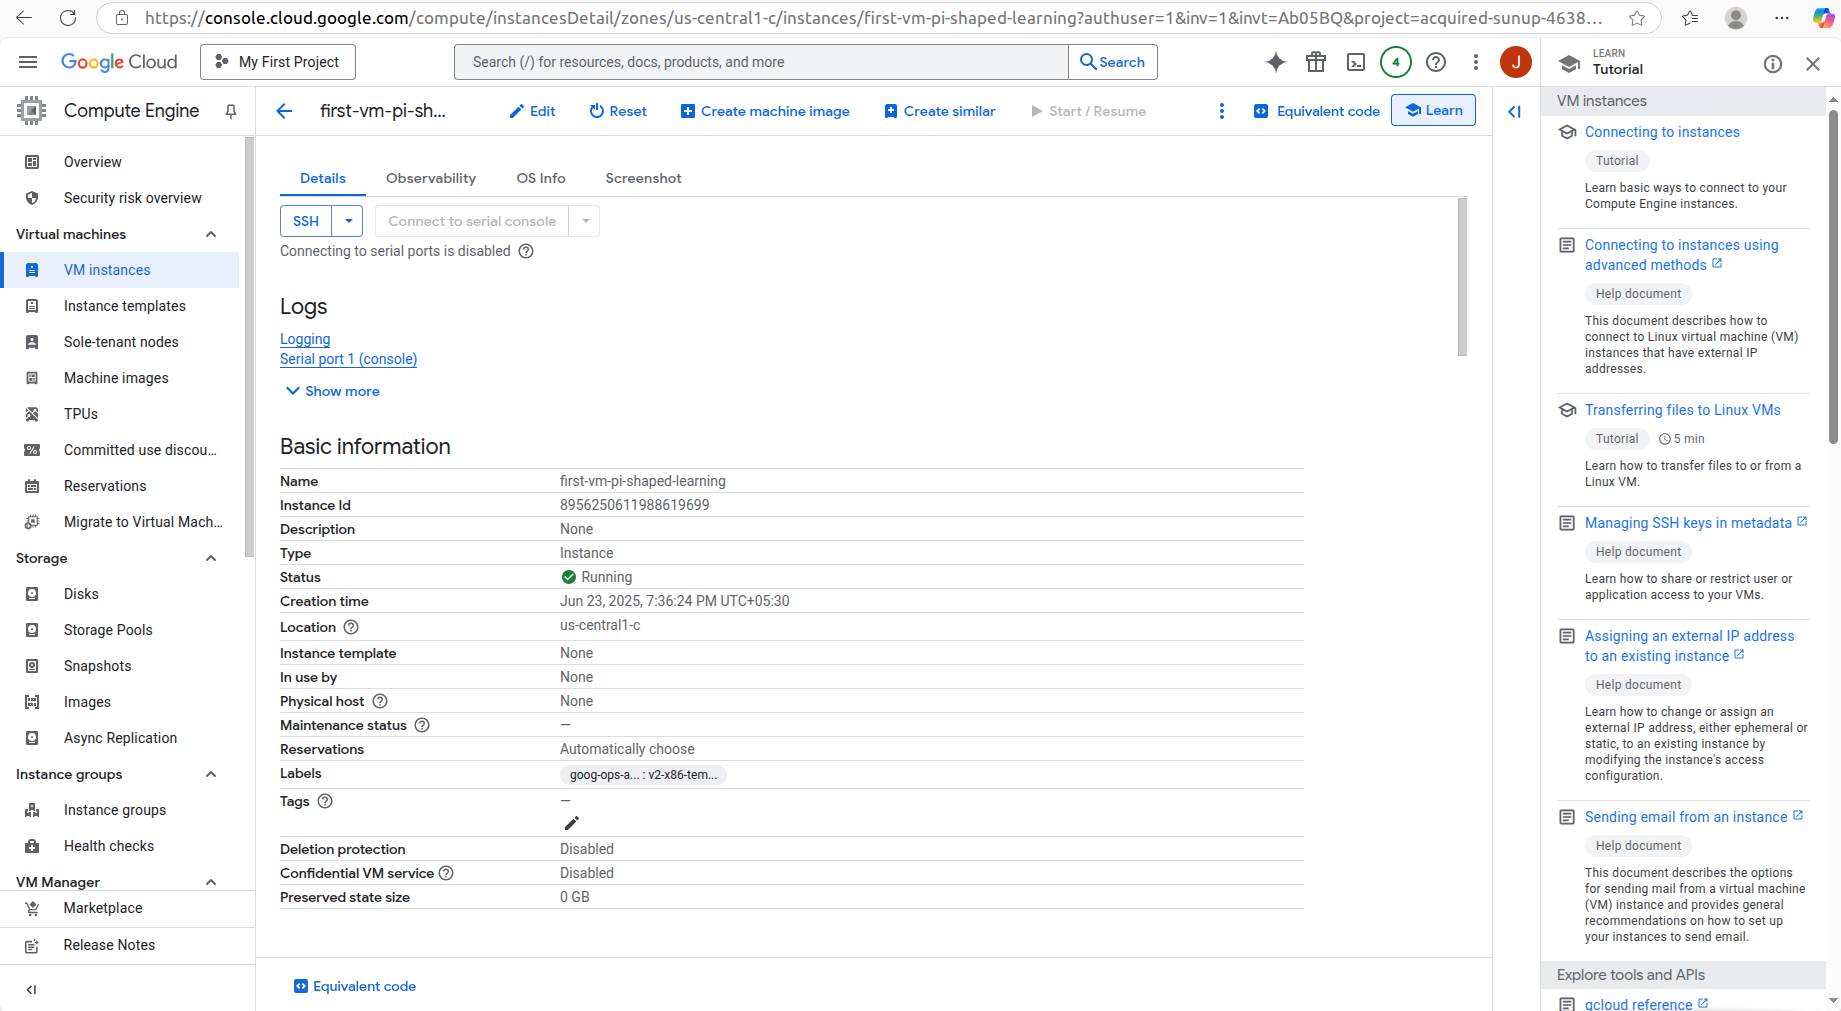 https://console.cloud.google.com/compute/instancesDetail/zones/us-central1-c/instances/first-vm-pi-shaped-learning?authuser=1&inv=1&invt=Ab05BQ&project=acquired-sunup-4638...
Google Cloud
My First Project
Search (/) for resources, docs, products, and more
Search
4
J
LEARN
Tutorial
Compute Engine
first-vm-pi-sh...
Edit
Reset
Create machine image
Create similar
Start / Resume
Equivalent code
Learn
Overview
Security risk overview
Virtual machines
VM instances
Instance templates
Sole-tenant nodes
Machine images
TPUs
Committed use discou...
Reservations
Migrate to Virtual Mach...
Storage
Disks
Storage Pools
Snapshots
Images
Async Replication
Instance groups
Instance groups
Health checks
VM Manager
Marketplace
Release Notes
Details
Observability
OS Info
Screenshot
SSH
Connect to serial console
Connecting to serial ports is disabled
Logs
Logging
Serial port 1 (console)
Show more
Basic information
Name first-vm-pi-shaped-learning
Instance Id 8956250611988619699
Description None
Type Instance
Status Running
Creation time Jun 23, 2025, 7:36:24 PM UTC+05:30
Location us-central1-c
Instance template None
In use by None
Physical host None
Maintenance status —
Reservations Automatically choose
Labels goog-ops-a... : v2-x86-tem...
Tags —
Deletion protection Disabled
Confidential VM service Disabled
Preserved state size 0 GB
Equivalent code
VM instances
Connecting to instances
Tutorial
Learn basic ways to connect to your
Compute Engine instances.
Connecting to instances using
advanced methods
Help document
This document describes how to
connect to Linux virtual machine (VM)
instances that have external IP
addresses.
Transferring files to Linux VMs
Tutorial 5 min
Learn how to transfer files to or from a
Linux VM.
Managing SSH keys in metadata
Help document
Learn how to share or restrict user or
application access to your VMs.
Assigning an external IP address
to an existing instance
Help document
Learn how to change or assign an
external IP address, either ephemeral or
static, to an existing instance by
modifying the instance's access
configuration.
Sending email from an instance
Help document
This document describes the options
for sending mail from a virtual machine
(VM) instance and provides general
recommendations on how to set up
your instances to send email.
Explore tools and APIs
gcloud reference